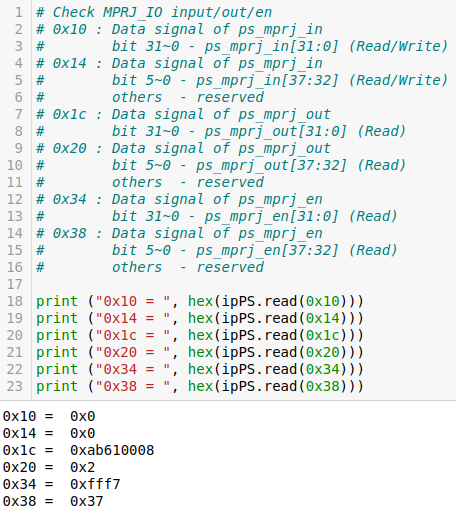 1 # Check MPRJ_IO input/out/en
2 # 0x10 : Data signal of ps_mprj_in
3 #        bit 31~0 - ps_mprj_in[31:0] (Read/Write)
4 # 0x14 : Data signal of ps_mprj_in
5 #        bit 5~0 - ps_mprj_in[37:32] (Read/Write)
6 #        others  - reserved
7 # 0x1c : Data signal of ps_mprj_out
8 #        bit 31~0 - ps_mprj_out[31:0] (Read)
9 # 0x20 : Data signal of ps_mprj_out
10 #        bit 5~0 - ps_mprj_out[37:32] (Read)
11 #        others  - reserved
12 # 0x34 : Data signal of ps_mprj_en
13 #        bit 31~0 - ps_mprj_en[31:0] (Read)
14 # 0x38 : Data signal of ps_mprj_en
15 #        bit 5~0 - ps_mprj_en[37:32] (Read)
16 #        others  - reserved
17
18 print ("0x10 = ", hex(ipPS.read(0x10)))
19 print ("0x14 = ", hex(ipPS.read(0x14)))
20 print ("0x1c = ", hex(ipPS.read(0x1c)))
21 print ("0x20 = ", hex(ipPS.read(0x20)))
22 print ("0x34 = ", hex(ipPS.read(0x34)))
23 print ("0x38 = ", hex(ipPS.read(0x38)))
0x10 =  0x0
0x14 =  0x0
0x1c =  0xab610008
0x20 =  0x2
0x34 =  0xfff7
0x38 =  0x37